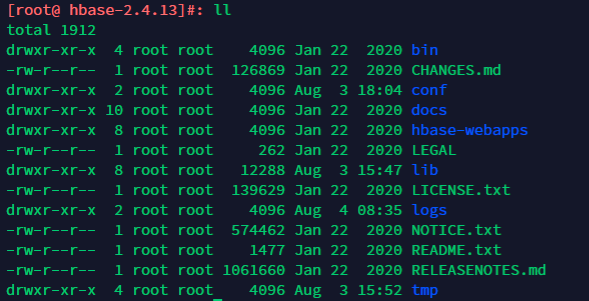 [root@ hbase-2.4.13]#: ll
total 1912
drwxr-xr-x  4 root root    4096 Jan 22  2020 bin
-rw-r--r--  1 root root  126869 Jan 22  2020 CHANGES.md
drwxr-xr-x  2 root root    4096 Aug  3 18:04 conf
drwxr-xr-x 10 root root    4096 Jan 22  2020 docs
drwxr-xr-x  8 root root    4096 Jan 22  2020 hbase-webapps
-rw-r--r--  1 root root     262 Jan 22  2020 LEGAL
drwxr-xr-x  8 root root   12288 Aug  3 15:47 lib
-rw-r--r--  1 root root  139629 Jan 22  2020 LICENSE.txt
drwxr-xr-x  2 root root    4096 Aug  4 08:35 logs
-rw-r--r--  1 root root  574462 Jan 22  2020 NOTICE.txt
-rw-r--r--  1 root root    1477 Jan 22  2020 README.txt
-rw-r--r--  1 root root 1061660 Jan 22  2020 RELEASENOTES.md
drwxr-xr-x  4 root root    4096 Aug  3 15:52 tmp